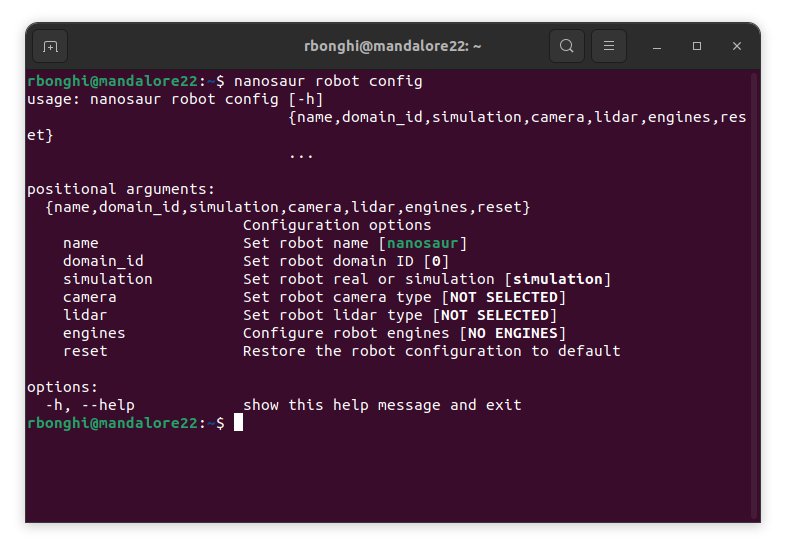 rbonghi@mandalore22: ~
rbonghi@mandalore22:~$ nanosaur robot config
usage: nanosaur robot config [-h]
                             {name,domain_id,simulation,camera,lidar,engines,res
et}
                             ...

positional arguments:
  {name,domain_id,simulation,camera,lidar,engines,reset}
                        Configuration options
    name                Set robot name [nanosaur]
    domain_id           Set robot domain ID [0]
    simulation          Set robot real or simulation [simulation]
    camera              Set robot camera type [NOT SELECTED]
    lidar               Set robot lidar type [NOT SELECTED]
    engines             Configure robot engines [NO ENGINES]
    reset               Restore the robot configuration to default

options:
  -h, --help            show this help message and exit
rbonghi@mandalore22:~$